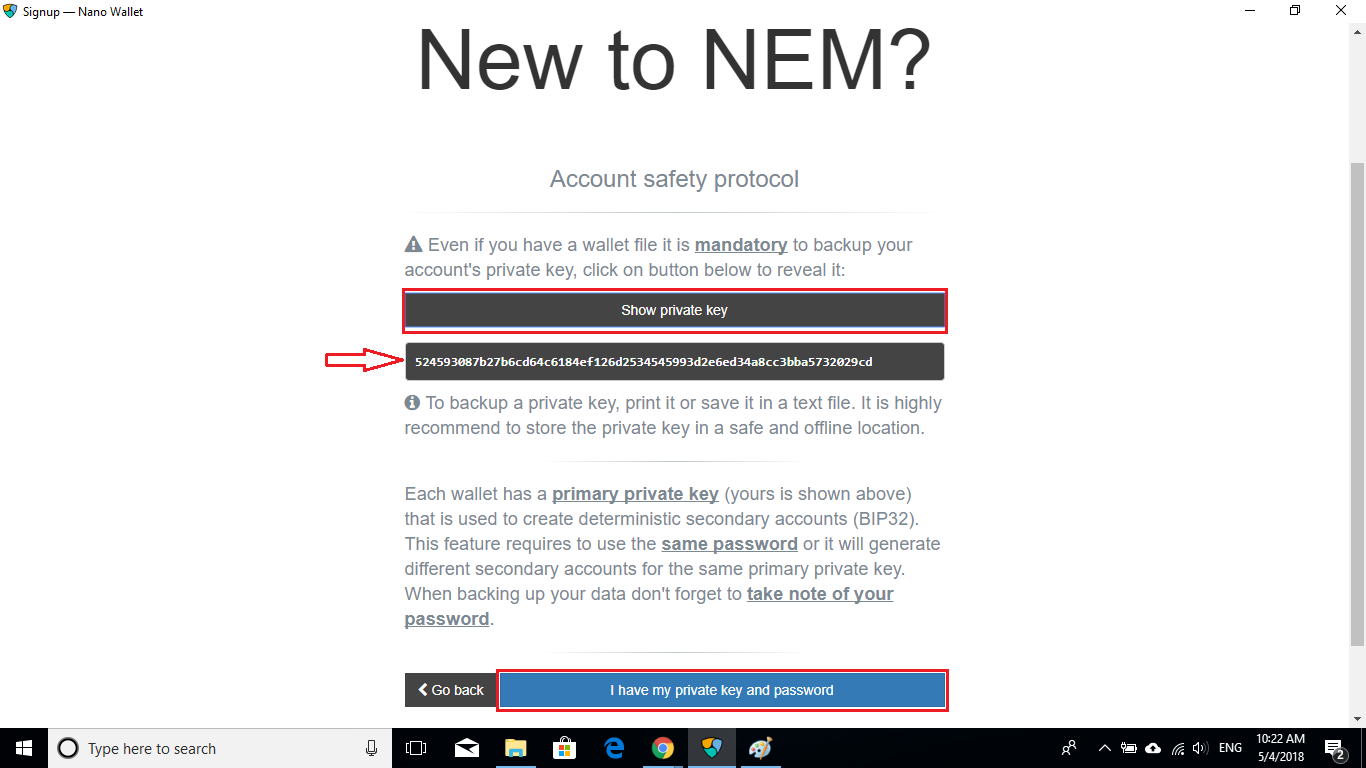 Signup — Nano Wallet
New to NEM?
Account safety protocol
Even if you have a wallet file it is mandatory to backup your
account's private key, click on button below to reveal it:
Show private key
524593087b27b6cd64c6184ef126d2534545993d2e6ed34a8cc3bba5732029cd
To backup a private key, print it or save it in a text file. It is highly
recommend to store the private key in a safe and offline location.
Each wallet has a primary private key (yours is shown above)
that is used to create deterministic secondary accounts (BIP32).
This feature requires to use the same password or it will generate
different secondary accounts for the same primary private key.
When backing up your data don't forget to take note of your
password.
Go back
I have my private key and password
Type here to search
ENG
10:22 AM
5/4/2018
2